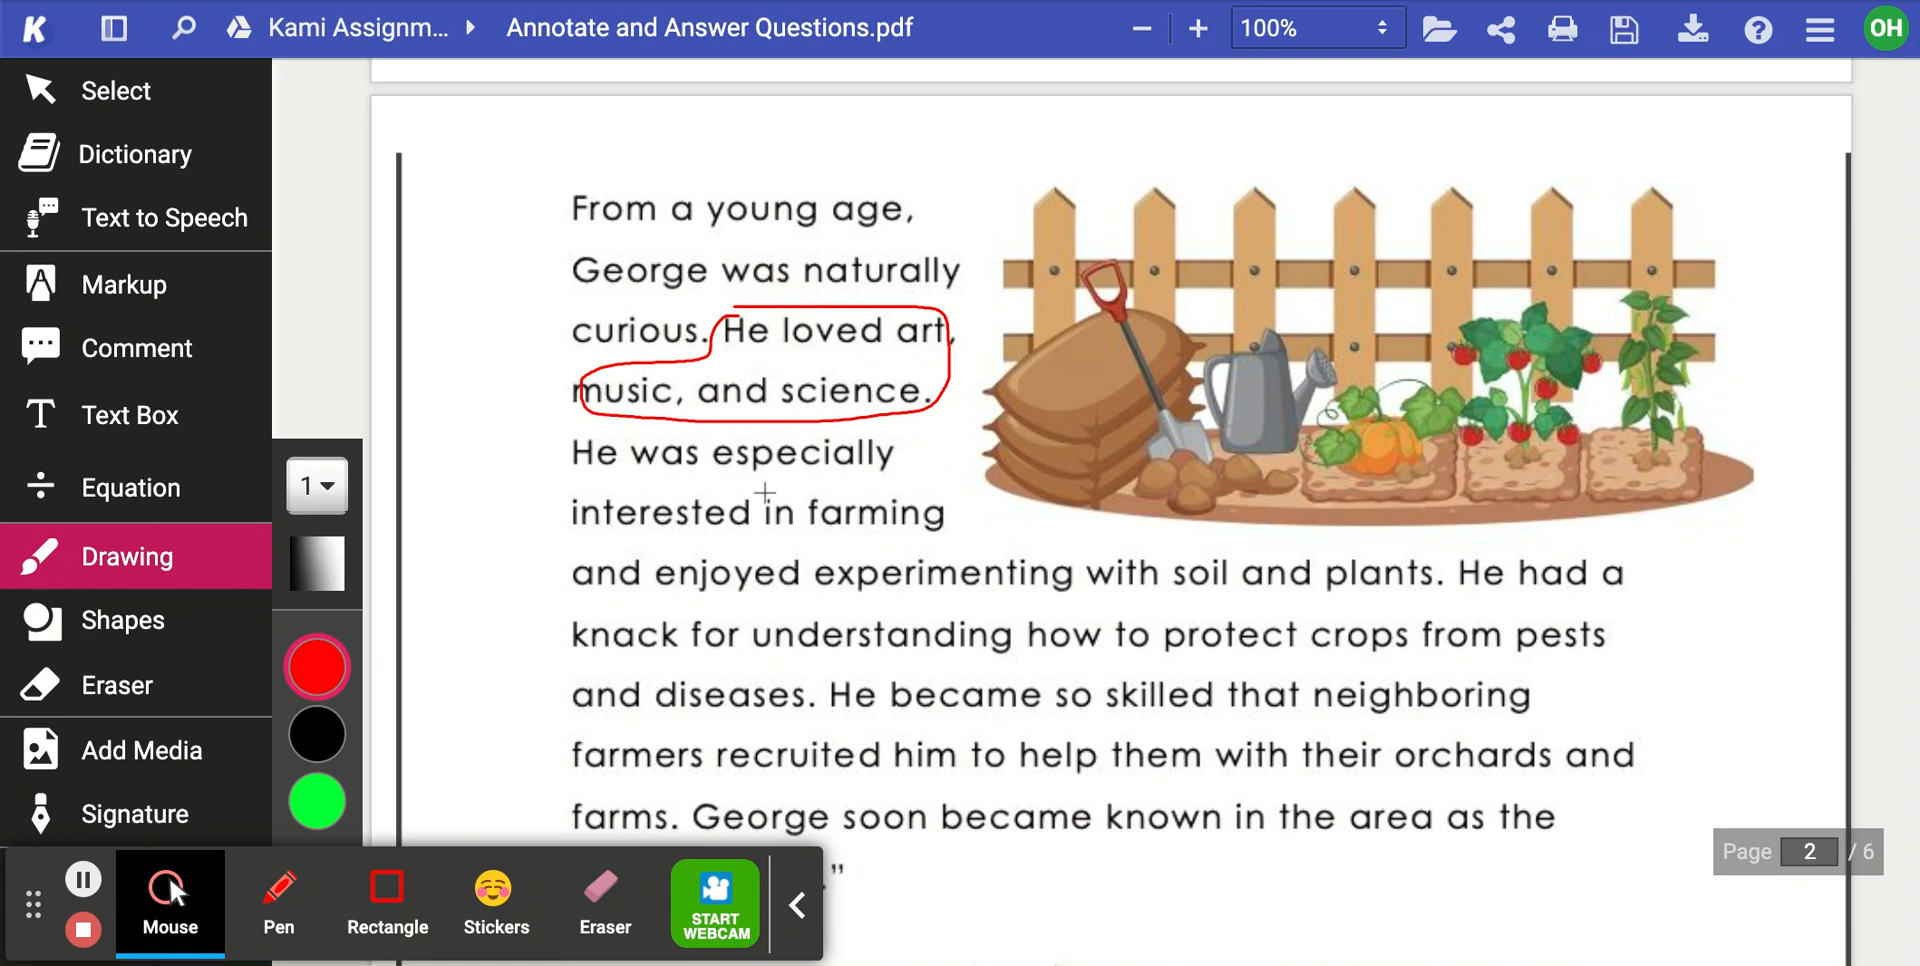 K
Kami Assignm...
Annotate and Answer Questions.pdf
100%
OH
Select
Dictionary
Text to Speech
Markup
Comment
Text Box
Equation
Drawing
Shapes
Eraser
Add Media
Signature
1
From a young age,
George was naturally
curious. He loved art,
music, and science.
He was especially
interested in farming
and enjoyed experimenting with soil and plants. He had a
knack for understanding how to protect crops from pests
and diseases. He became so skilled that neighboring
farmers recruited him to help them with their orchards and
farms. George soon became known in the area as the
."
Page 2 / 6
Mouse
Pen
Rectangle
Stickers
Eraser
START
WEBCAM